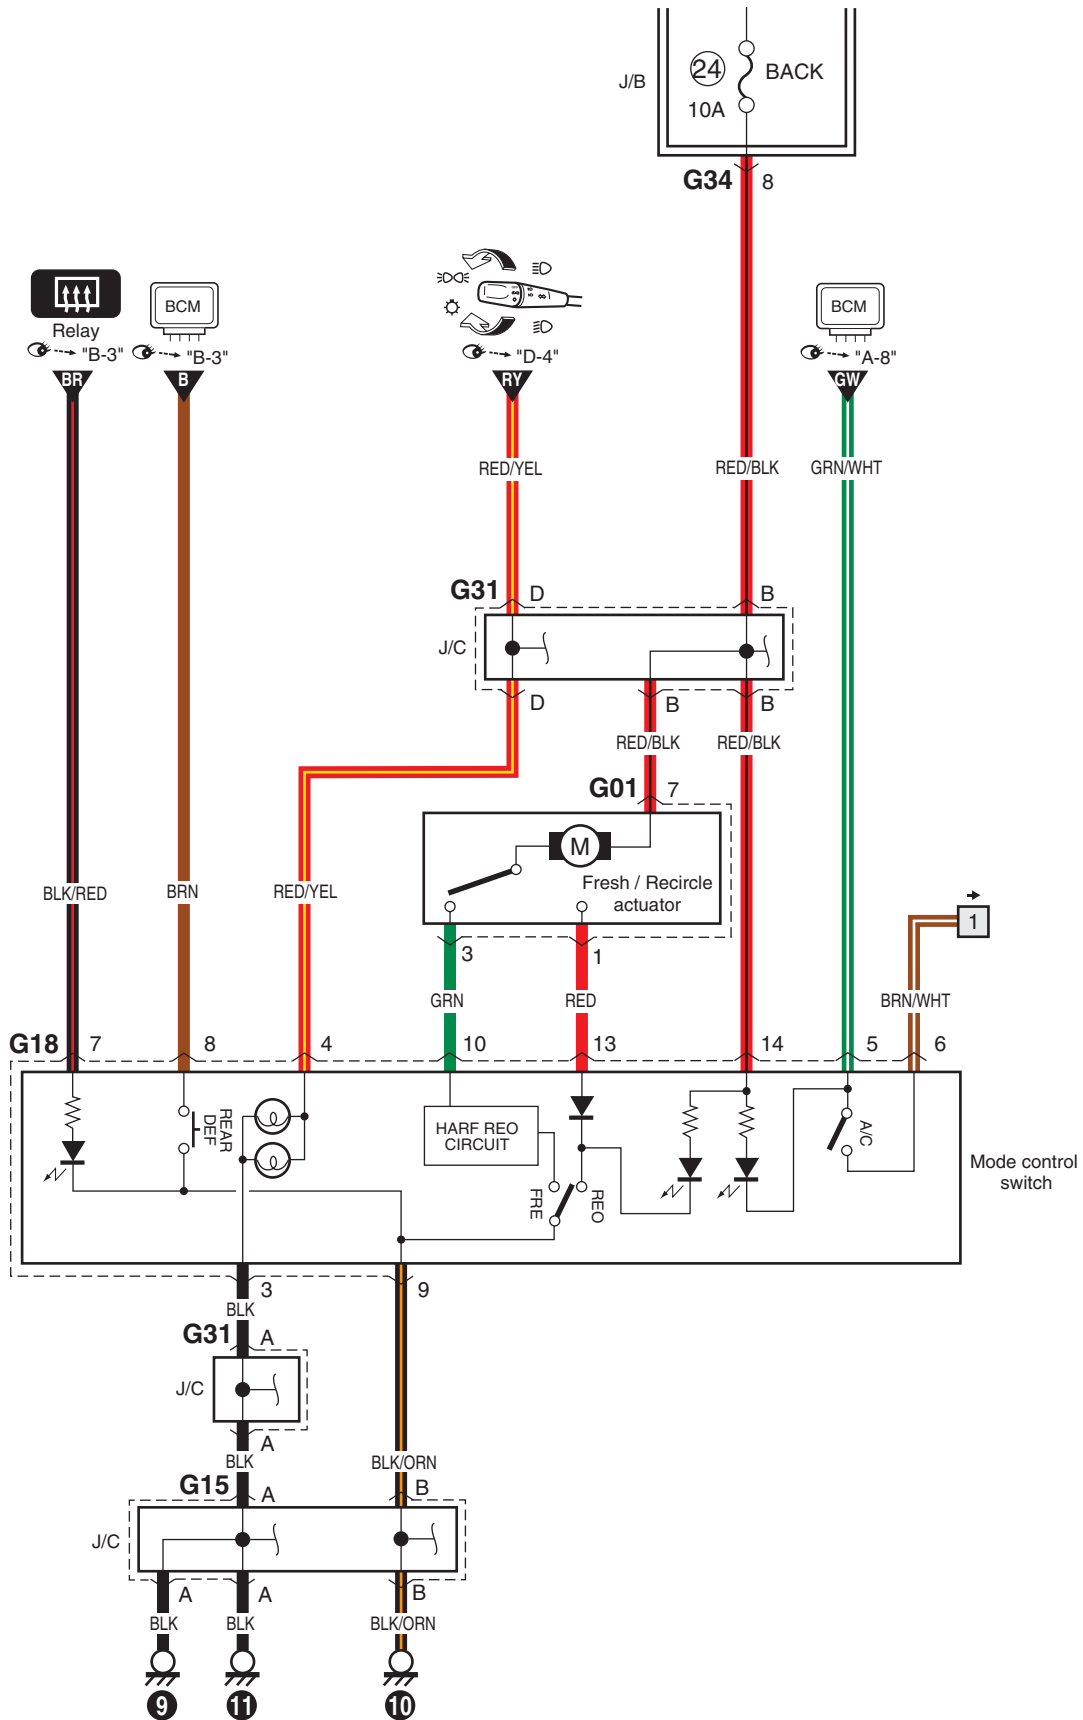 J/B
24
BACK
10A
G34
8
BCM
BCM
Relay
"B-3"
"B-3"
"D-4"
"A-8"
BR
B
RY
GW
RED/YEL
RED/BLK
GRN/WHT
G31
D
B
J/C
D
B
B
RED/BLK
RED/BLK
G01
7
M
Fresh / Recircle
actuator
BLK/RED
BRN
RED/YEL
1
3
1
GRN
RED
BRN/WHT
G18
7
8
4
10
13
14
5
6
REAR
DEF
HARF REO
CIRCUIT
FRE
REO
A/C
Mode control
switch
3
9
BLK
G31
A
J/C
A
BLK
BLK/ORN
G15
A
B
J/C
A
A
B
BLK
BLK
BLK/ORN
9
11
10